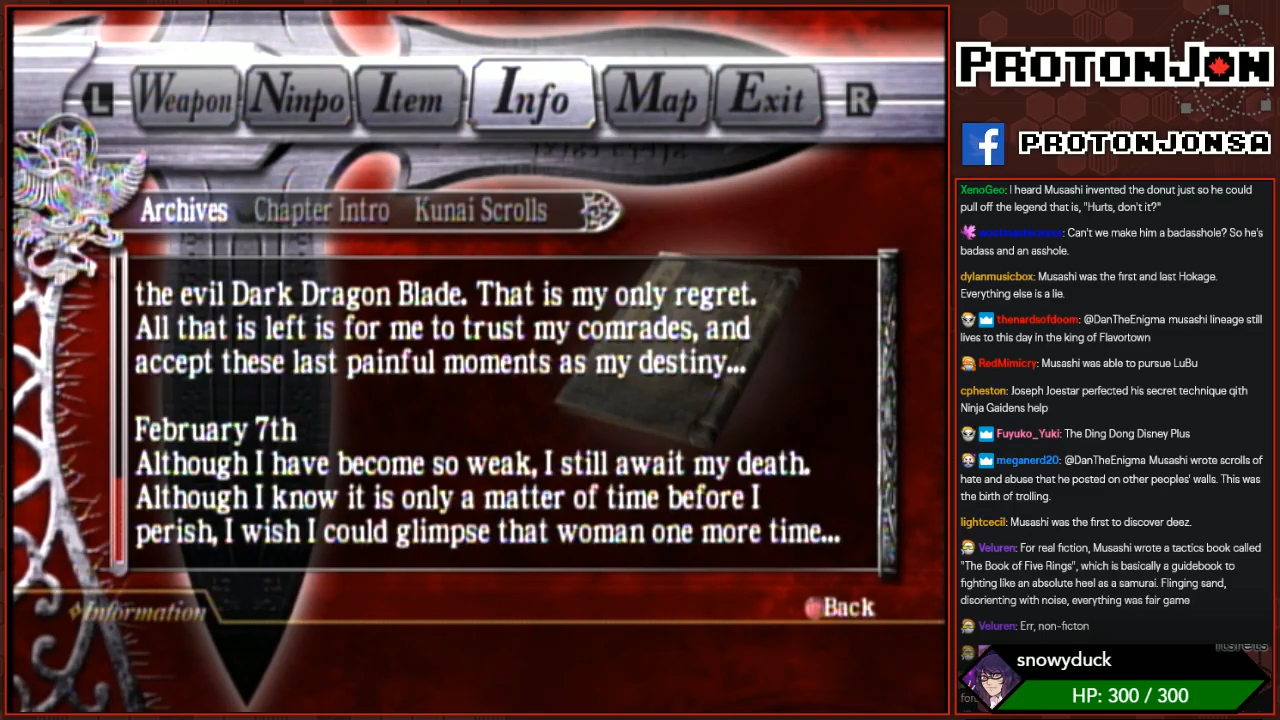 L Weapon Ninpo Item Info Map Exit R
Archives Chapter Intro Kunai Scrolls
the evil Dark Dragon Blade. That is my only regret.
All that is left is for me to trust my comrades, and
accept these last painful moments as my destiny...
February 7th
Although I have become so weak, I still await my death.
Although I know it is only a matter of time before I
perish, I wish I could glimpse that woman one more time...
Information
Back
PROTONJON
f PROTONJONSA
XenoGeo: I heard Musashi invented the donut just so he could
pull off the legend that is, "Hurts, don't it?"
Can't we make him a badasshole? So he's
badass and an asshole.
dylanmusicbox: Musashi was the first and last Hokage.
Everything else is a lie.
thenardsofdoom: @DanTheEnigma musashi lineage still
lives to this day in the king of Flavortown
RedMimicry: Musashi was able to pursue LuBu
cpheston: Joseph Joestar perfected his secret technique qith
Ninja Gaidens help
Fuyuko_Yuki: The Ding Dong Disney Plus
meganerd20: @DanTheEnigma Musashi wrote scrolls of
hate and abuse that he posted on other peoples' walls. This was
the birth of trolling.
lightcecil: Musashi was the first to discover deez.
Veluren: For real fiction, Musashi wrote a tactics book called
"The Book of Five Rings", which is basically a guidebook to
fighting like an absolute heel as a samurai. Flinging sand,
disorienting with noise, everything was fair game
Veluren: Err, non-ficton
snowyduck
HP: 300 / 300